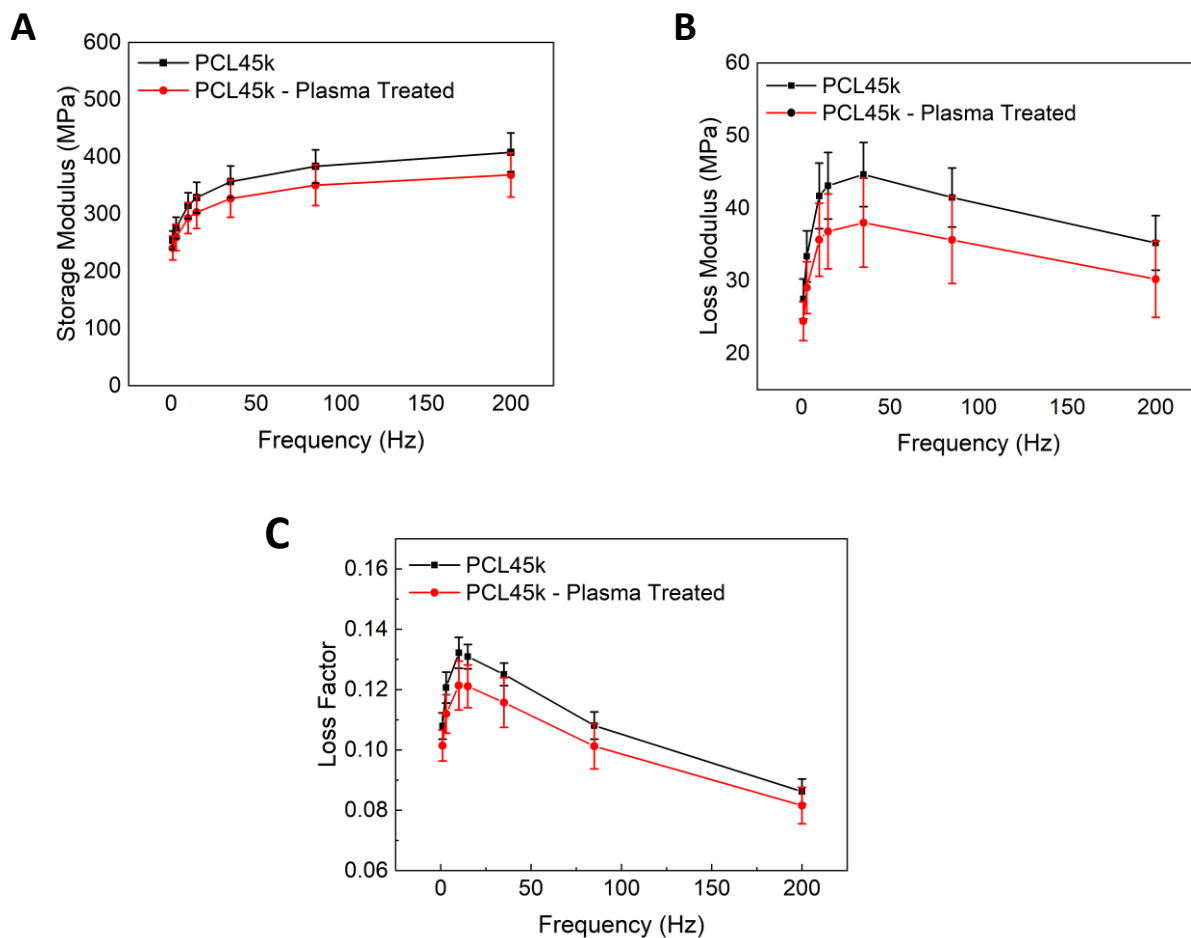 A
600
500
400
300
200
100
0
Storage Modulus (MPa)
PCL45k
PCL45k - Plasma Treated
0 50 100 150 200
Frequency (Hz)
B
60
50
40
30
20
Loss Modulus (MPa)
PCL45k
PCL45k - Plasma Treated
0 50 100 150 200
Frequency (Hz)
C
0.16
0.14
0.12
0.10
0.08
0.06
Loss Factor
PCL45k
PCL45k - Plasma Treated
0 50 100 150 200
Frequency (Hz)